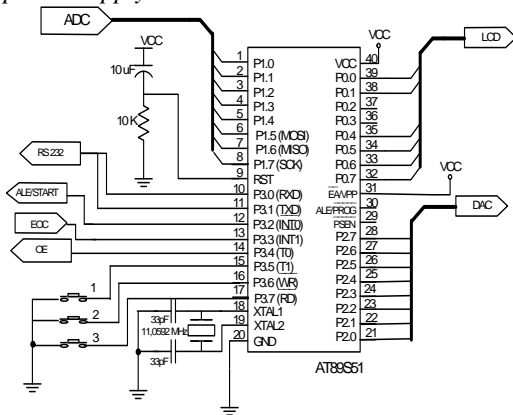 ADC
LCD
DAC
VCC
10uF
10K
RS 232
ALE/START
EOC
OE
1
2
3
33pF
11,0592 MHz
33pF
1 P1.0
2 P1.1
3 P1.2
4 P1.3
5 P1.4
6 P1.5 (MOSI)
7 P1.6 (MISO)
8 P1.7 (SCK)
9 RST
10 P3.0 (RXD)
11 P3.1 (TXD)
12 P3.2 (INT0)
13 P3.3 (INT1)
14 P3.4 (T0)
15 P3.5 (T1)
16 P3.6 (WR)
17 P3.7 (RD)
18 XTAL1
19 XTAL2
20 GND
VCC
VCC 40
P0.0 39
P0.1 38
P0.2 37
P0.3 36
P0.4 35
P0.5 34
P0.6 33
P0.7 32
VCC
EA/VPP 31
ALE/PROG 30
PSEN 29
P2.7 28
P2.6 27
P2.5 26
P2.4 25
P2.3 24
P2.2 23
P2.1 22
P2.0 21
AT89S51